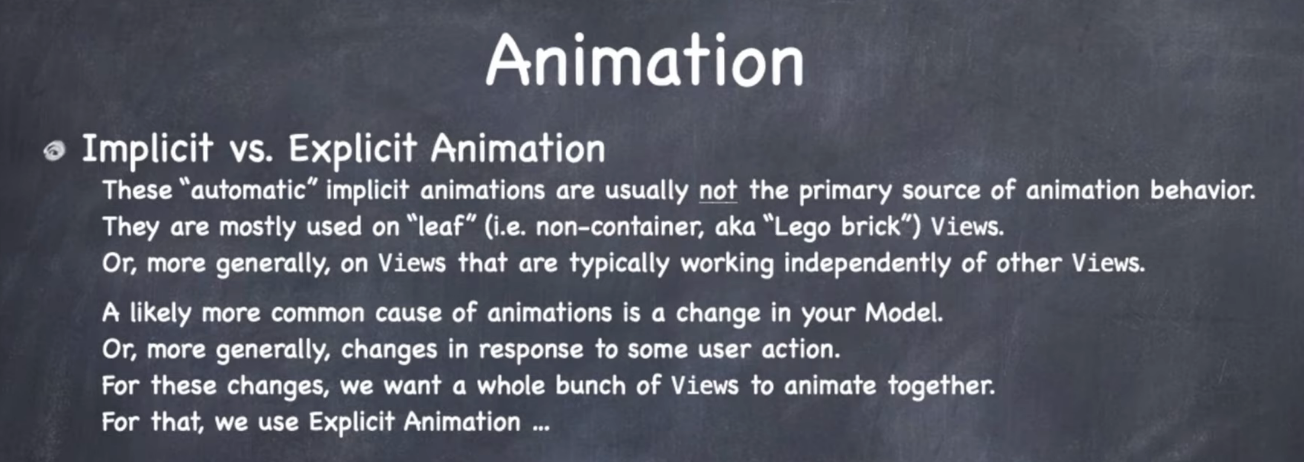 Animation
Implicit vs. Explicit Animation
These “automatic” implicit animations are usually not the primary source of animation behavior.
They are mostly used on “leaf” (i.e. non-container, aka “Lego brick”) Views.
Or, more generally, on Views that are typically working independently of other Views.
A likely more common cause of animations is a change in your Model.
Or, more generally, changes in response to some user action.
For these changes, we want a whole bunch of Views to animate together.
For that, we use Explicit Animation ...